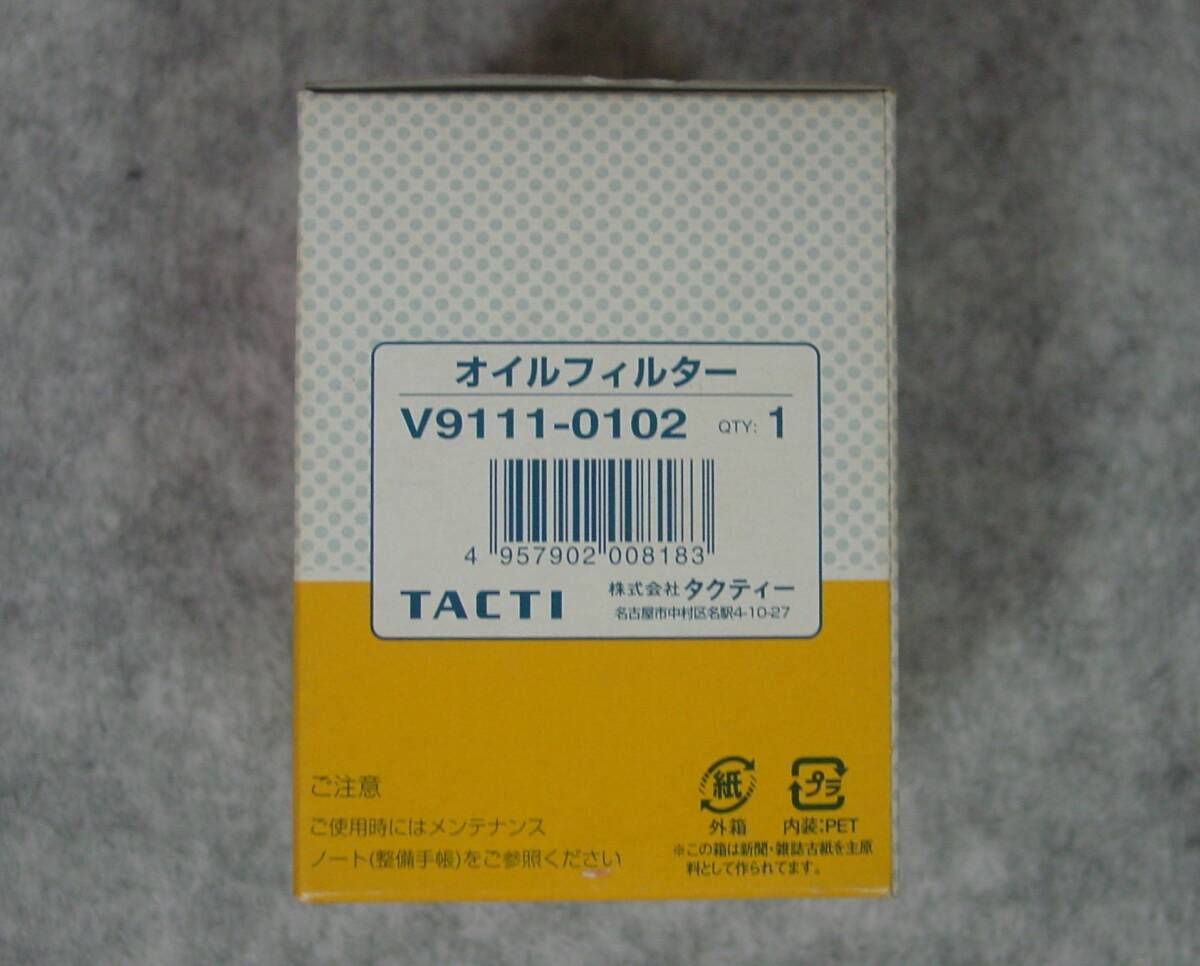 オイルフィルター
V9111-0102 QTY: 1
4 957902 008183
TACTI 株式会社タクティー
名古屋市中村区名駅4-10-27
ご注意
ご使用時にはメンテナンス
ノート(整備手帳)をご参照ください
紙 プラ
外箱 内装:PET
※この箱は新聞・雑誌古紙を主原
料として作られてます。